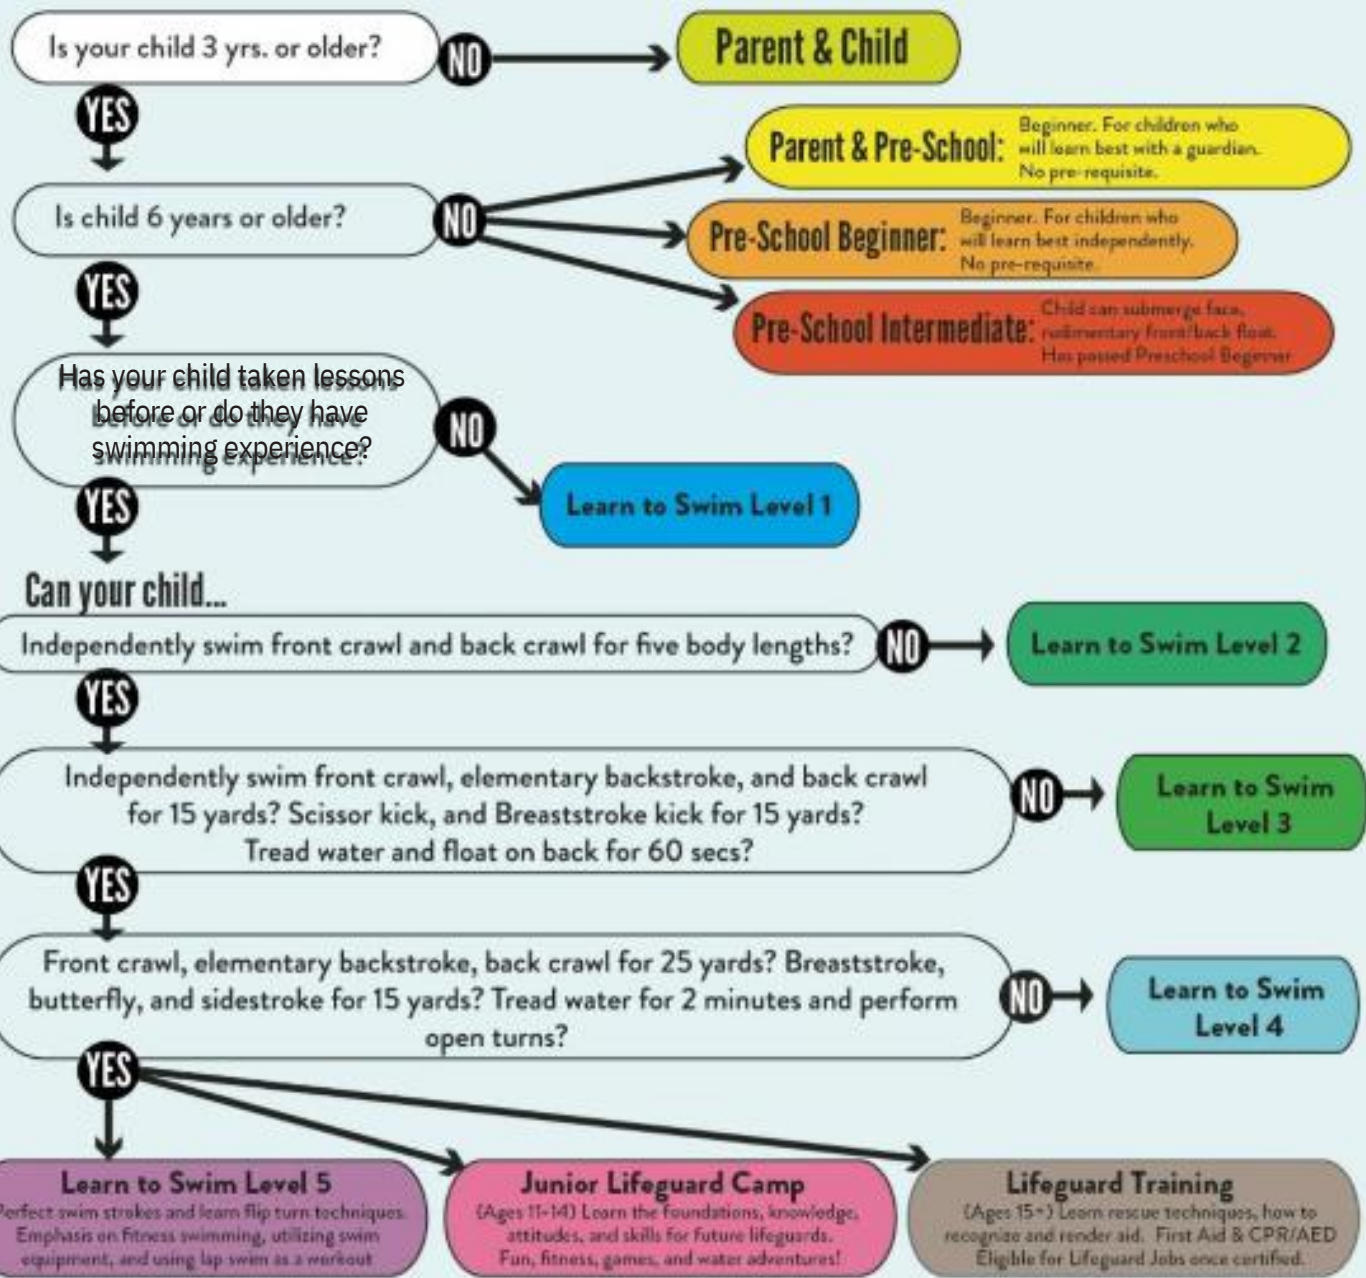 Is your child 3 yrs. or older?
NO
Parent & Child
YES
Is child 6 years or older?
NO
Parent & Pre-School:
Beginner. For children who
will learn best with a guardian.
No pre-requisite.
Pre-School Beginner:
Beginner. For children who
will learn best independently.
No pre-requisite.
Pre-School Intermediate:
Child can submerge face,
rudimentary front/back float.
Has passed Preschool Beginner
YES
Has your child taken lessons
before or do they have
swimming experience?
NO
Learn to Swim Level 1
YES
Can your child...
Independently swim front crawl and back crawl for five body lengths?
NO
Learn to Swim Level 2
YES
Independently swim front crawl, elementary backstroke, and back crawl
for 15 yards? Scissor kick, and Breaststroke kick for 15 yards?
Tread water and float on back for 60 secs?
NO
Learn to Swim
Level 3
YES
Front crawl, elementary backstroke, back crawl for 25 yards? Breaststroke,
butterfly, and sidestroke for 15 yards? Tread water for 2 minutes and perform
open turns?
NO
Learn to Swim
Level 4
YES
Learn to Swim Level 5
Perfect swim strokes and learn flip turn techniques.
Emphasis on fitness swimming, utilizing swim
equipment, and using lap swim as a workout
Junior Lifeguard Camp
(Ages 11-14) Learn the foundations, knowledge,
attitudes, and skills for future lifeguards.
Fun, fitness, games, and water adventures!
Lifeguard Training
(Ages 15+) Learn rescue techniques, how to
recognize and render aid. First Aid & CPR/AED
Eligible for Lifeguard Jobs once certified.